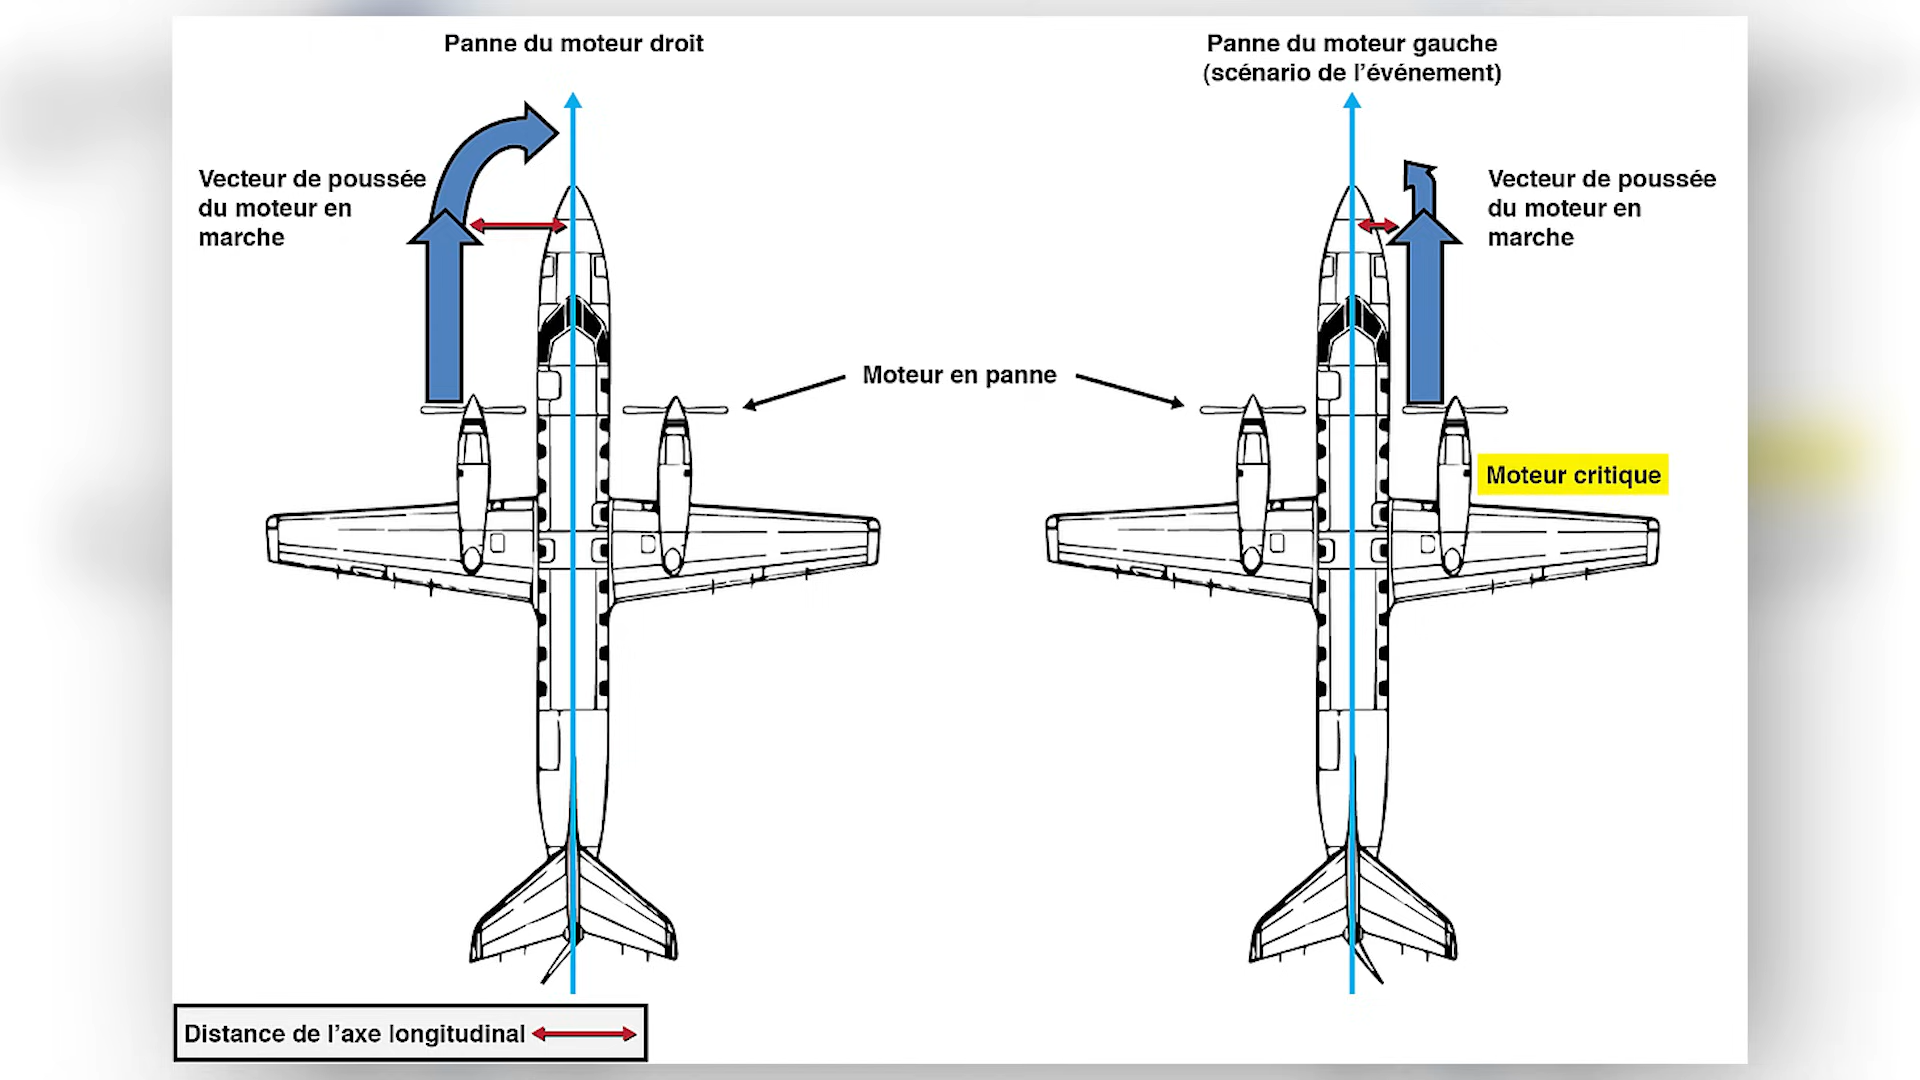 Panne du moteur droit
Vecteur de poussée
du moteur en
marche
Panne du moteur gauche
(scénario de l’événement)
Vecteur de poussée
du moteur en
marche
Moteur en panne
Moteur critique
Distance de l’axe longitudinal